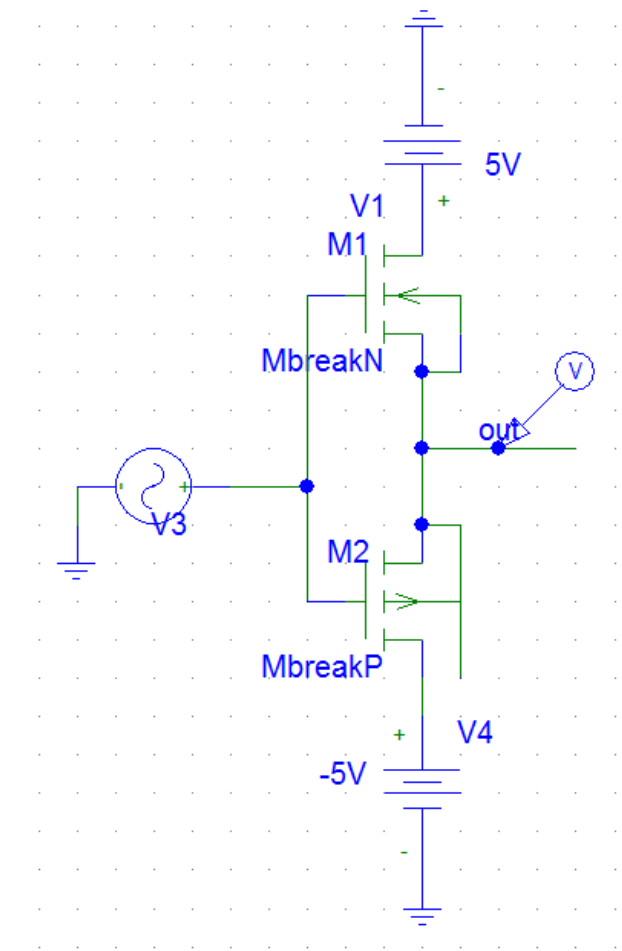 -
5V
+
V1
M1
MbreakN
V
out
-
+
V3
M2
MbreakP
+
V4
-5V
-